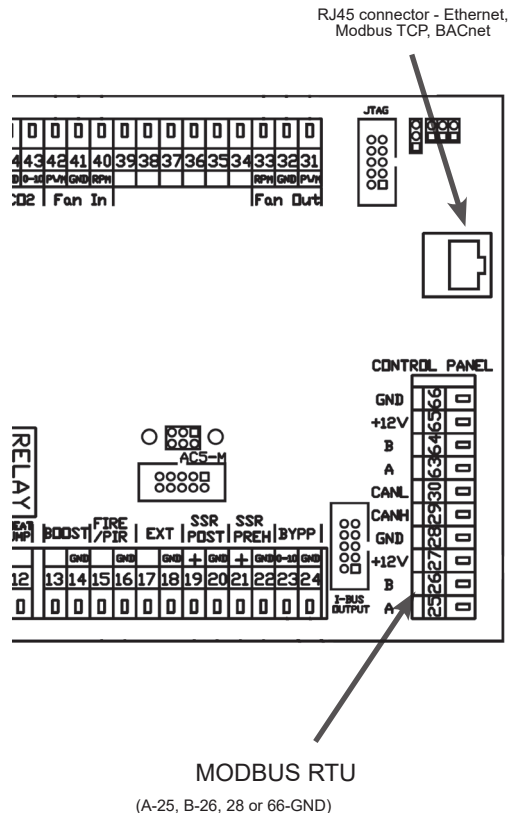 RJ45 connector - Ethernet,
Modbus TCP, BACnet
JTAG
43 42 41 40 39 38 37 36 35 34 33 32 31
0-10 PWM GND RPM RPM GND PWM
CO2 Fan In Fan Out
CONTROL PANEL
GND 66
+12V 65
B 64
A 63
CANL 30
CANH 29
GND 28
+12V 27
B 26
A 25
RELAY
AC5-M
BOOST FIRE /PIR EXT SSR POST SSR PREH BYPP
GND GND GND + GND + GND 0-10 GND
12 13 14 15 16 17 18 19 20 21 22 23 24
I-BUS
OUTPUT
MODBUS RTU
(A-25, B-26, 28 or 66-GND)